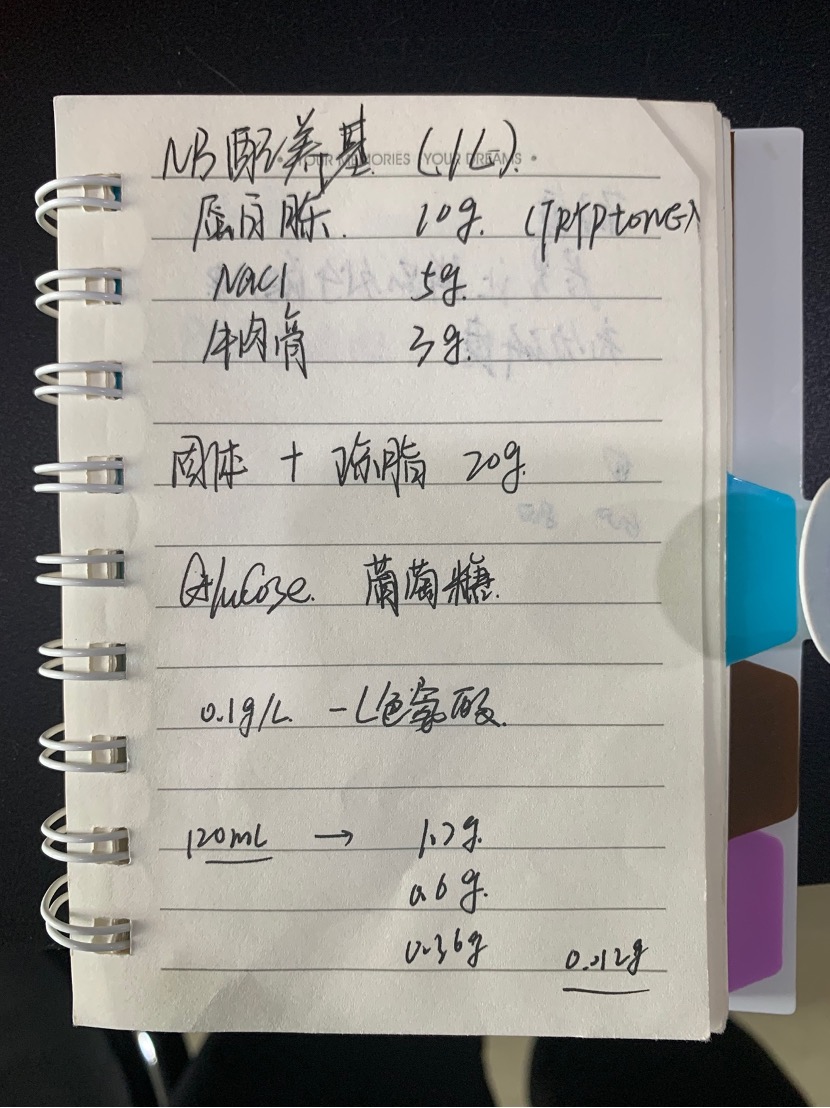 NB配养基 (1L).
YOUR MEMORIES YOUR DREAMS •
蛋白胨. 10g. (TRYPtoNE)
NaCl 5g.
牛肉膏 3g.
固体 + 琼脂 20g.
Glucose. 葡萄糖.
0.1g/L. -L色氨酸.
120mL → 1.2g.
0.6g.
0.36g 0.012g